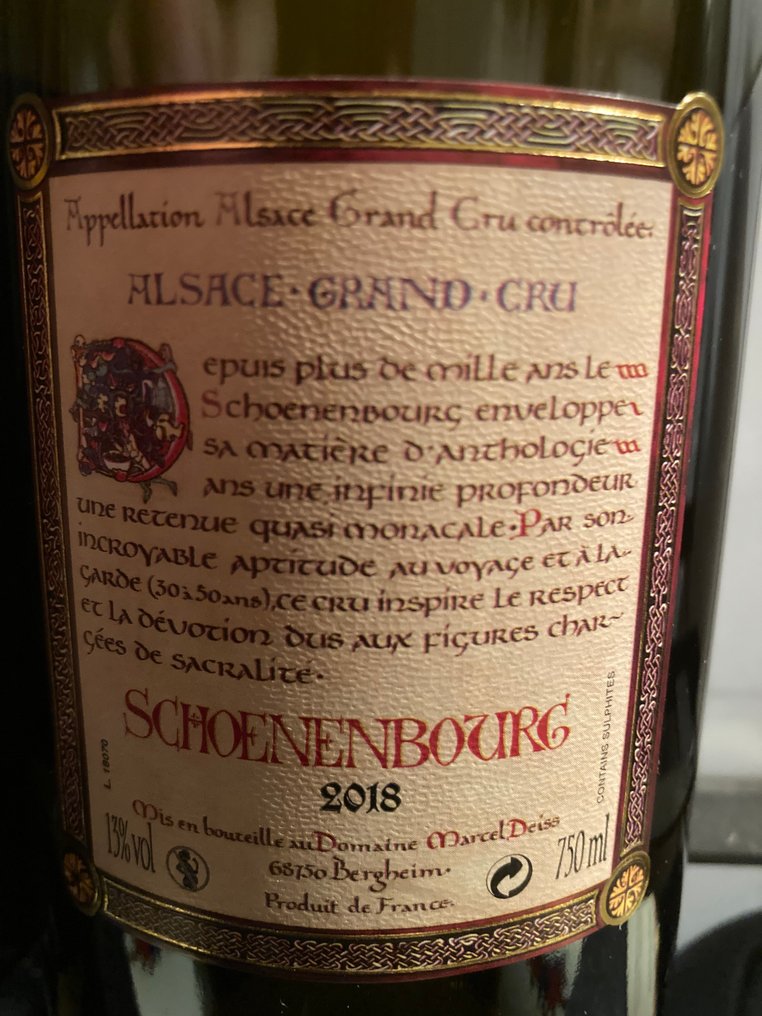 Appellation Alsace Grand Cru contrôlée.
ALSACE·GRAND·CRU
Depuis plus de mille ans le
Schoenenbourg enveloppe
sa matière d'anthologie
ans une infinie profondeur
une retenue quasi monacale·Par son
incroyable aptitude au voyage et à la
garde (30 à 50 ans), ce cru inspire le respect
et la dévotion dus aux figures char~
gées de sacralité·
SCHOENENBOURG
2018
Mis en bouteille au Domaine Marcel Deiss
68750 Bergheim·
Produit de France·
13% vol
750 ml
L. 18070
CONTAINS SULPHITES